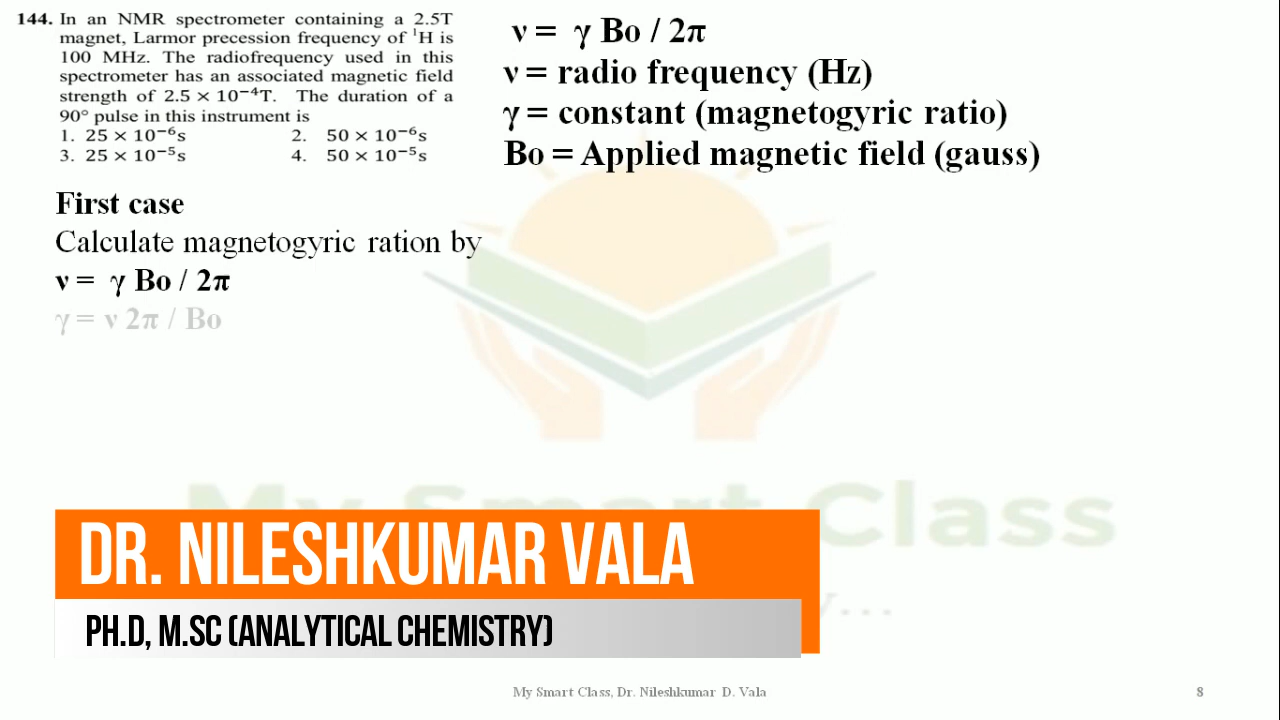 144. In an NMR spectrometer containing a 2.5T
magnet, Larmor precession frequency of ¹H is
100 MHz. The radiofrequency used in this
spectrometer has an associated magnetic field
strength of 2.5 × 10⁻⁴T. The duration of a
90° pulse in this instrument is
1. 25 × 10⁻⁶s 2. 50 × 10⁻⁶s
3. 25 × 10⁻⁵s 4. 50 × 10⁻⁵s
ν = γ Bo / 2π
ν = radio frequency (Hz)
γ = constant (magnetogyric ratio)
Bo = Applied magnetic field (gauss)
First case
Calculate magnetogyric ration by
ν = γ Bo / 2π
γ = ν 2π / Bo
My Smart Class
DR. NILESHKUMAR VALA
PH.D, M.SC (ANALYTICAL CHEMISTRY)
My Smart Class, Dr. Nileshkumar D. Vala
8